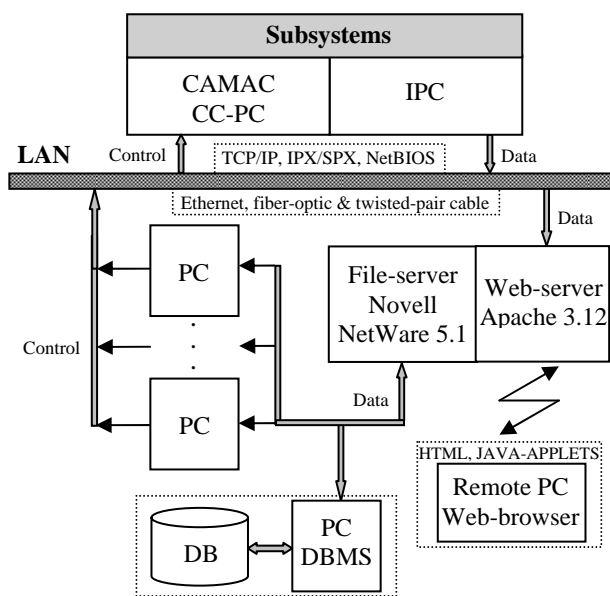 Subsystems
CAMAC
CC-PC
IPC
LAN
Control
TCP/IP, IPX/SPX, NetBIOS
Data
Ethernet, fiber-optic & twisted-pair cable
Data
PC
File-server
Novell
NetWare 5.1
Web-server
Apache 3.12
Control
PC
Data
HTML, JAVA-APPLETS
Remote PC
Web-browser
DB
PC
DBMS